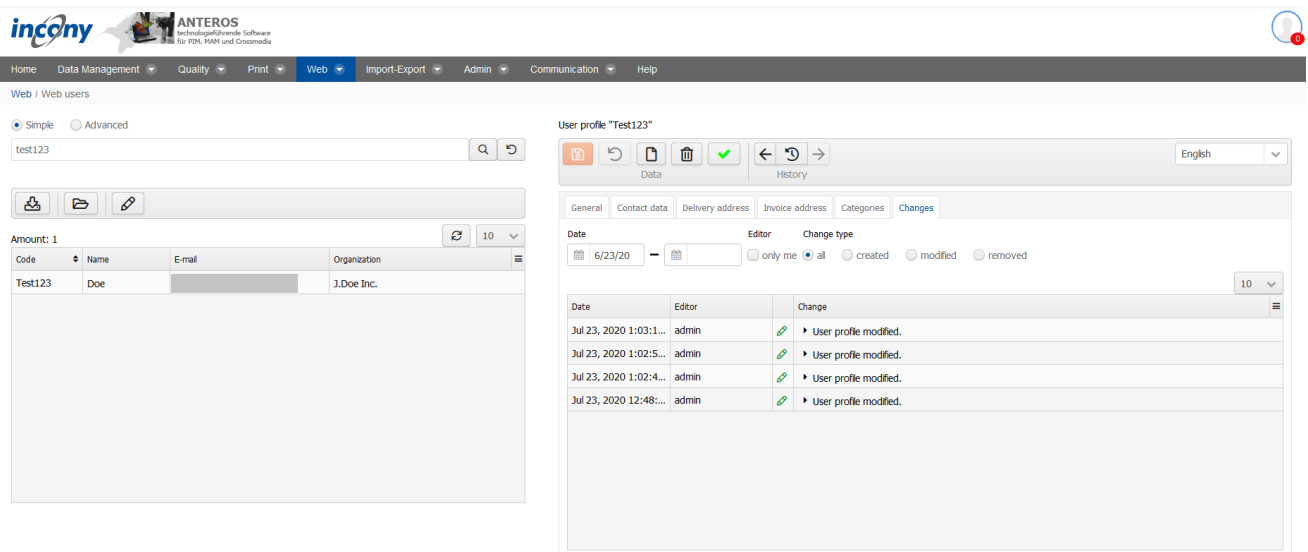 incony
ANTEROS
technologieführende Software
für PIM, MAM und Crossmedia
0
Home Data Management Quality Print Web Import-Export Admin Communication Help
Web / Web users
Simple Advanced
test123
Amount: 1
10
Code Name E-mail Organization
Test123 Doe J.Doe Inc.
User profile "Test123"
Data
History
English
General Contact data Delivery address Invoice address Categories Changes
Date Editor Change type
6/23/20 – only me all created modified removed
10
Date Editor Change
Jul 23, 2020 1:03:1... admin User profile modified.
Jul 23, 2020 1:02:5... admin User profile modified.
Jul 23, 2020 1:02:4... admin User profile modified.
Jul 23, 2020 12:48:... admin User profile modified.